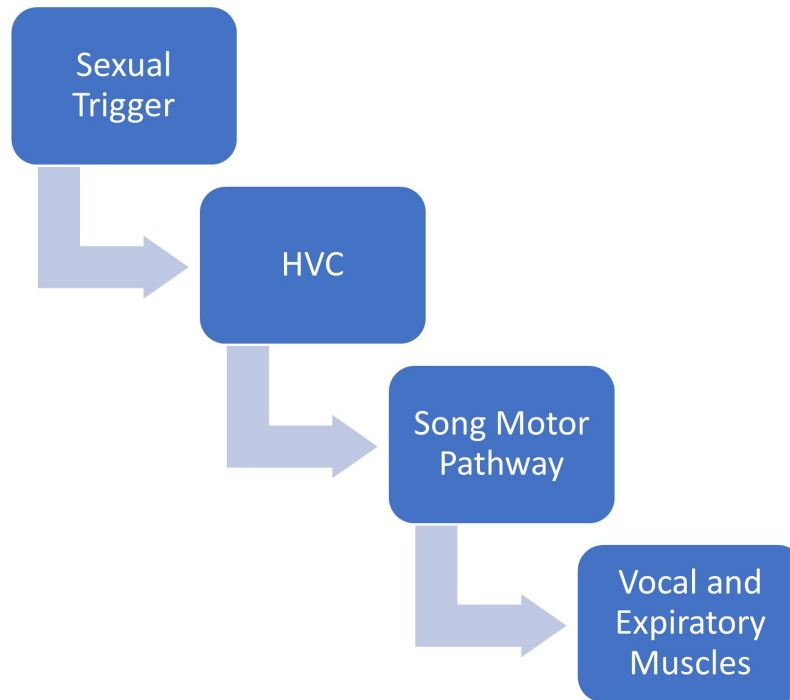 Sexual
Trigger
HVC
Song Motor
Pathway
Vocal and
Expiratory
Muscles